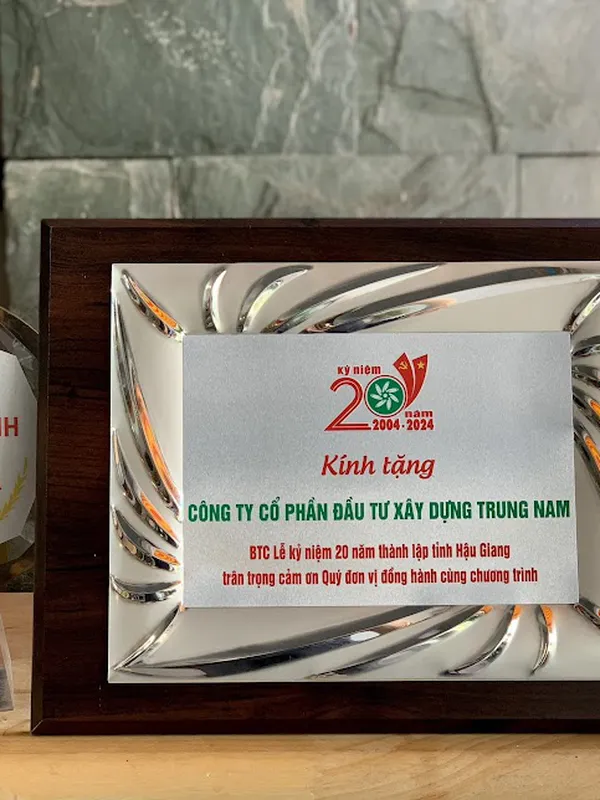 kỷ niệm
20 năm
2004-2024
Kính tặng
CÔNG TY CỔ PHẦN ĐẦU TƯ XÂY DỰNG TRUNG NAM
BTC Lễ kỷ niệm 20 năm thành lập tỉnh Hậu Giang
trân trọng cảm ơn Quý đơn vị đồng hành cùng chương trình
NH